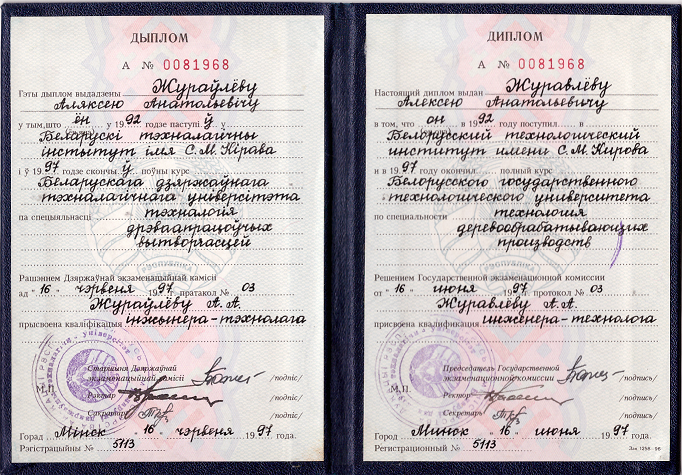 ДЫПЛОМ
А № 0081968
Гэты дыплом выдадзены Жураўлёву
Аляксею Анатольевічу
у тым,што ён у 1992 годзе паступіў у
Беларускі тэхналагічны
інстытут імя С.М.Кірава
і ў 1997 годзе скончыў поўны курс
Беларускага дзяржаўнага
тэхналагічнага універсітэта
па спецыяльнасці тэхналогія
дрэваапрацоўчых
вытворчасцей
Рашэннем Дзяржаўнай экзаменацыйнай камісіі
ад "16" чэрвеня 1997 г. пратакол № 03
Жураўлёву А. А.
прысвоена кваліфікацыя інжынера-тэхнолага
Старшыня Дзяржаўнай
экзаменацыйнай камісіі /подпіс/
М.П. Рэктар /подпіс/
Сакратар /подпіс/
Горад Мінск "16" чэрвеня 1997 года.
Рэгістрацыйны № 5113
ДИПЛОМ
А № 0081968
Настоящий диплом выдан Журавлёву
Алексею Анатольевичу
в том, что он в 1992 году поступил в
Белорусский технологический
институт имени С.М.Кирова
и в 1997 году окончил полный курс
Белорусского государственного
технологического университета
по специальности технология
деревообрабатывающих
производств
Решением Государственной экзаменационной комиссии
от "16" июня 1997 г. протокол № 03
Журавлёву А. А.
присвоена квалификация инженера-технолога
Председатель Государственной
экзаменационной комиссии /подпись/
М.П. Ректор /подпись/
Секретарь /подпись/
Город Минск "16" июня 1997 года.
Регистрационный № 5113
Зак 1258-96